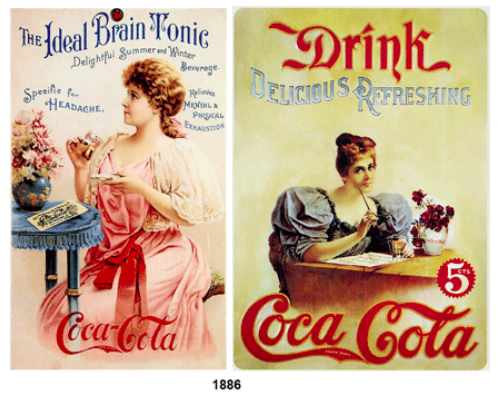 The Ideal Brain Tonic
Delightful Summer and Winter
Beverage.
Specific for
Headache.
Relieves
Mental &
Physical
Exhaustion
Coca-Cola
Drink
Delicious & Refreshing
5
cts
Coca Cola
1886